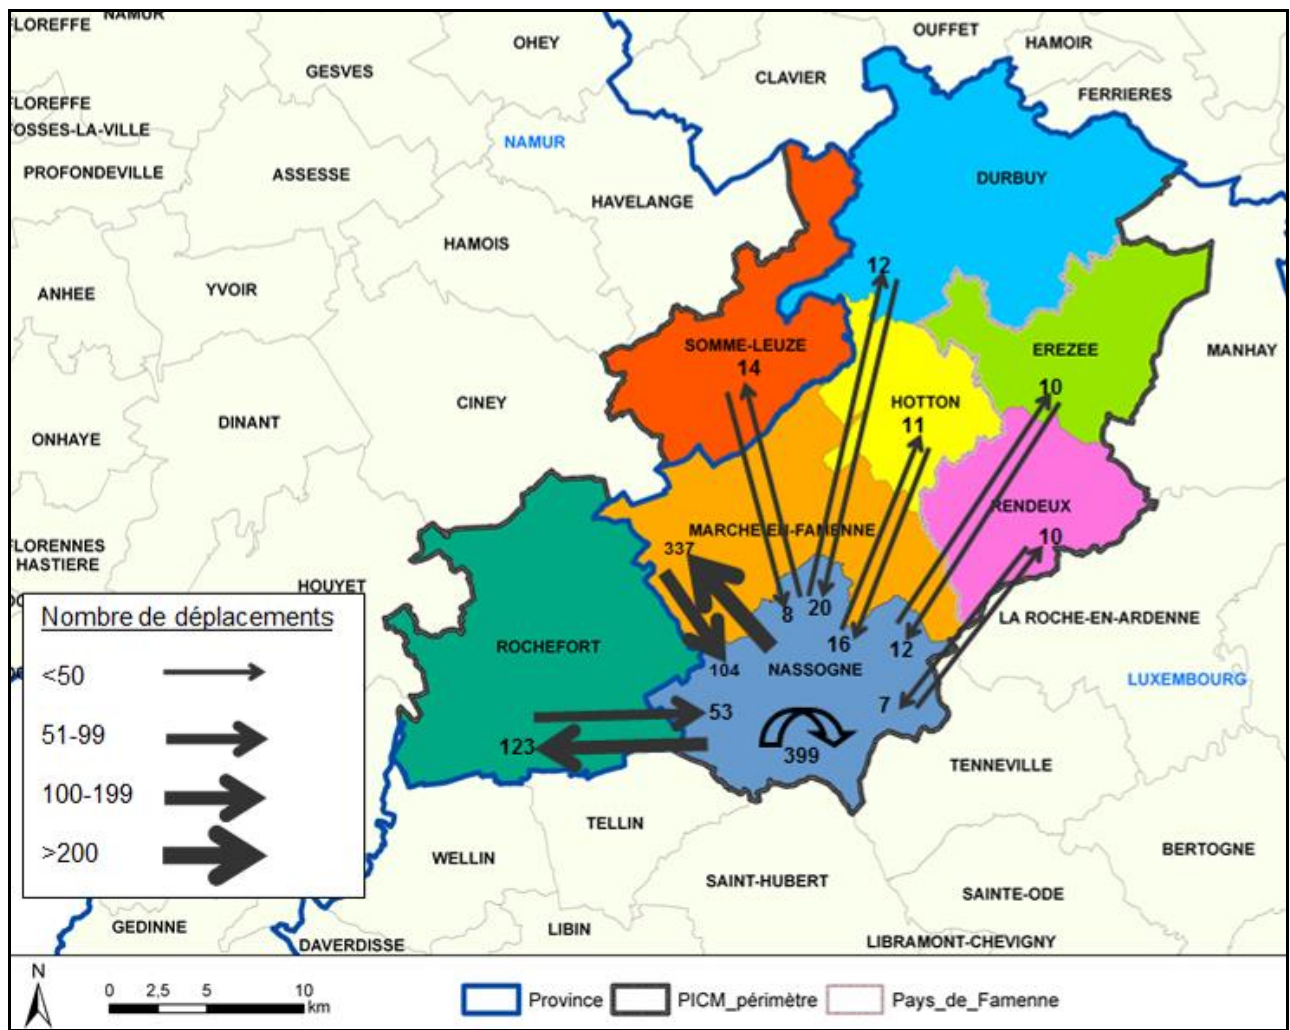 NAMUR
FLOREFFE
OUFFET
OHEY
HAMOIR
GESVES
CLAVIER
FERRIERES
FLOREFFE
FOSSES-LA-VILLE
NAMUR
PROFONDEVILLE
ASSESSE
DURBUY
HAVELANGE
HAMOIS
12
ANHEE
YVOIR
SOMME-LEUZE
EREZEE
MANHAY
14
10
CINEY
HOTTON
11
DINANT
ONHAYE
RENDEUX
MARCHE-EN-FAMENNE
10
337
FLORENNES
HASTIERE
HOUYET
8
20
LA ROCHE-EN-ARDENNE
Nombre de déplacements
ROCHEFORT
16
12
104
NASSOGNE
LUXEMBOURG
<50
53
7
51-99
123
399
TENNEVILLE
100-199
TELLIN
>200
WELLIN
BERTOGNE
SAINT-HUBERT
SAINTE-ODE
GEDINNE
LIBIN
DAVERDISSE
LIBRAMONT-CHEVIGNY
N
0 2,5 5 10
km
Province
PICM_périmètre
Pays_de_Famenne